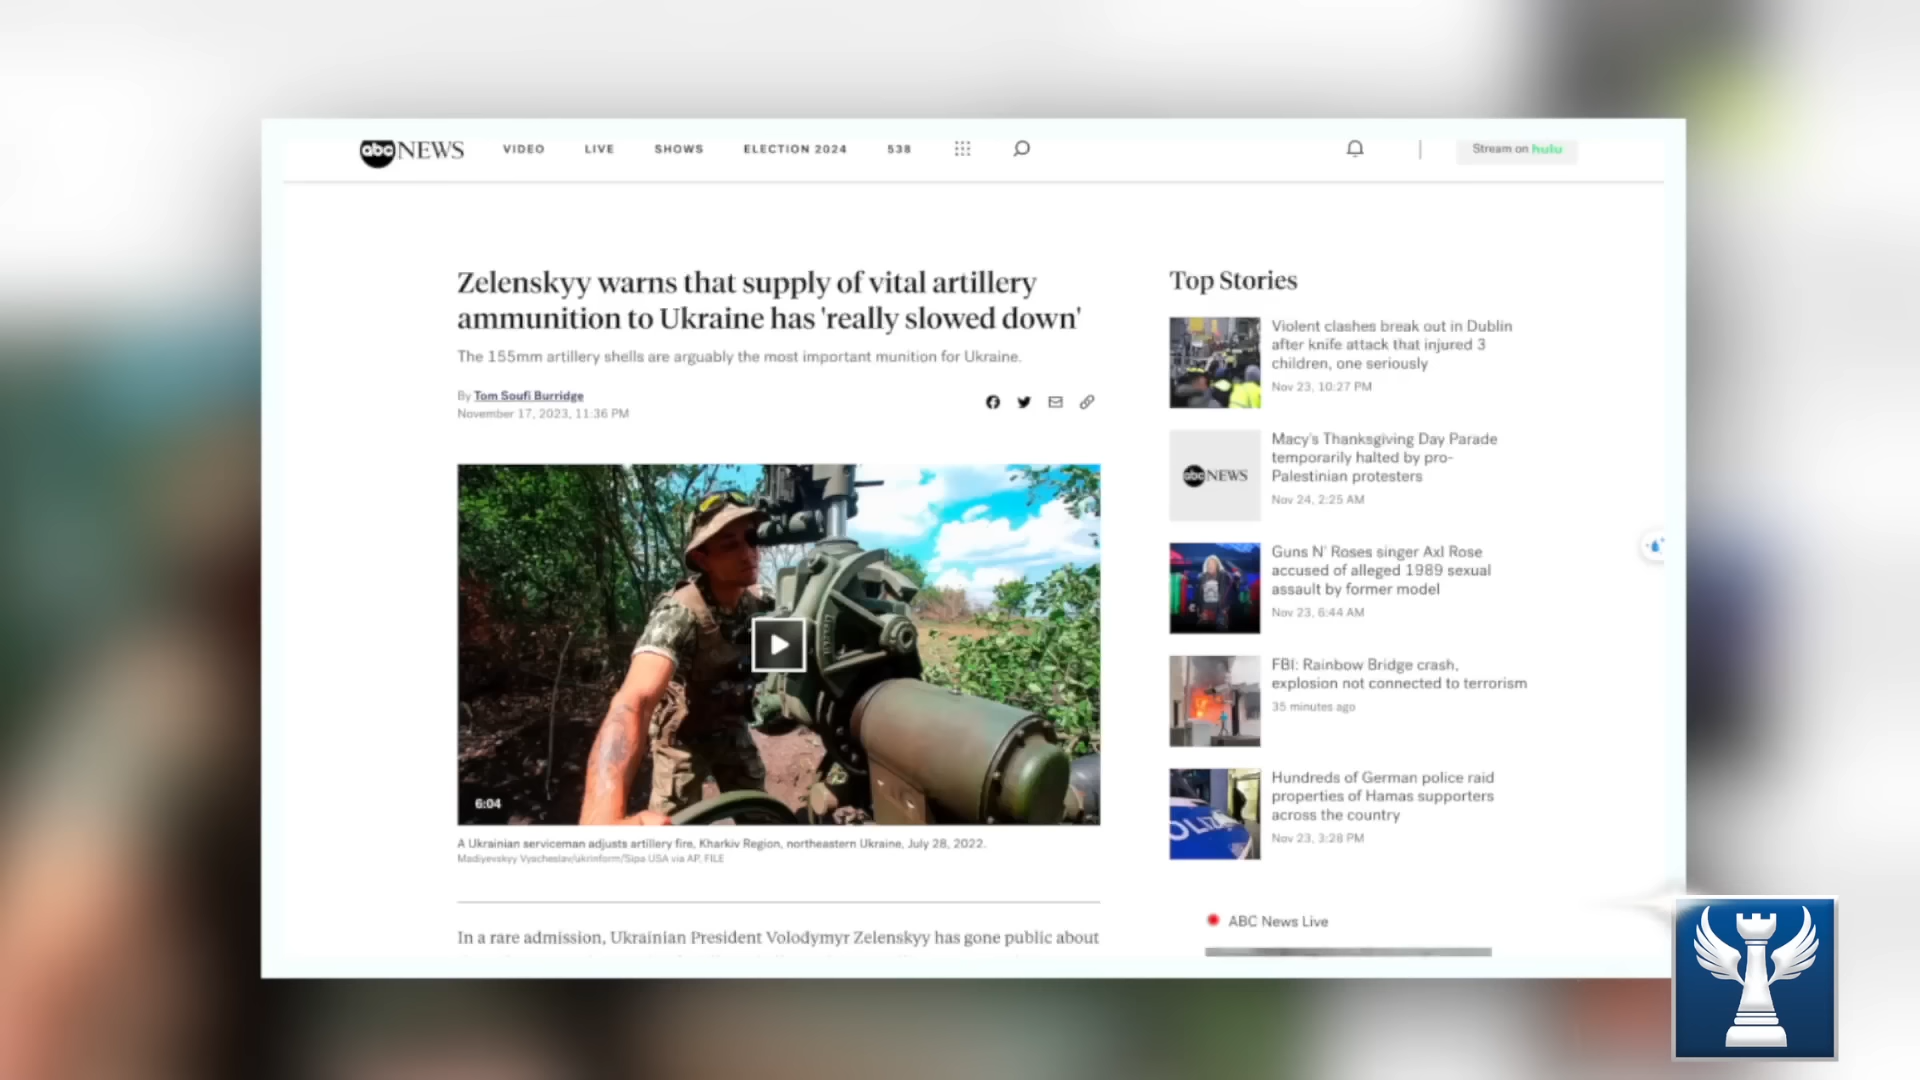 abc NEWS
VIDEO
LIVE
SHOWS
ELECTION 2024
538
Stream on hulu
Zelenskyy warns that supply of vital artillery
ammunition to Ukraine has 'really slowed down'
The 155mm artillery shells are arguably the most important munition for Ukraine.
By Tom Soufi Burridge
November 17, 2023, 11:36 PM
6:04
A Ukrainian serviceman adjusts artillery fire, Kharkiv Region, northeastern Ukraine, July 28, 2022.
Madiyevskyy Vyacheslav/ukrinform/Sipa USA via AP, FILE
In a rare admission, Ukrainian President Volodymyr Zelenskyy has gone public about
Top Stories
Violent clashes break out in Dublin
after knife attack that injured 3
children, one seriously
Nov 23, 10:27 PM
abc NEWS
Macy's Thanksgiving Day Parade
temporarily halted by pro-
Palestinian protesters
Nov 24, 2:25 AM
Guns N' Roses singer Axl Rose
accused of alleged 1989 sexual
assault by former model
Nov 23, 6:44 AM
FBI: Rainbow Bridge crash,
explosion not connected to terrorism
35 minutes ago
OLIZ
Hundreds of German police raid
properties of Hamas supporters
across the country
Nov 23, 3:28 PM
ABC News Live